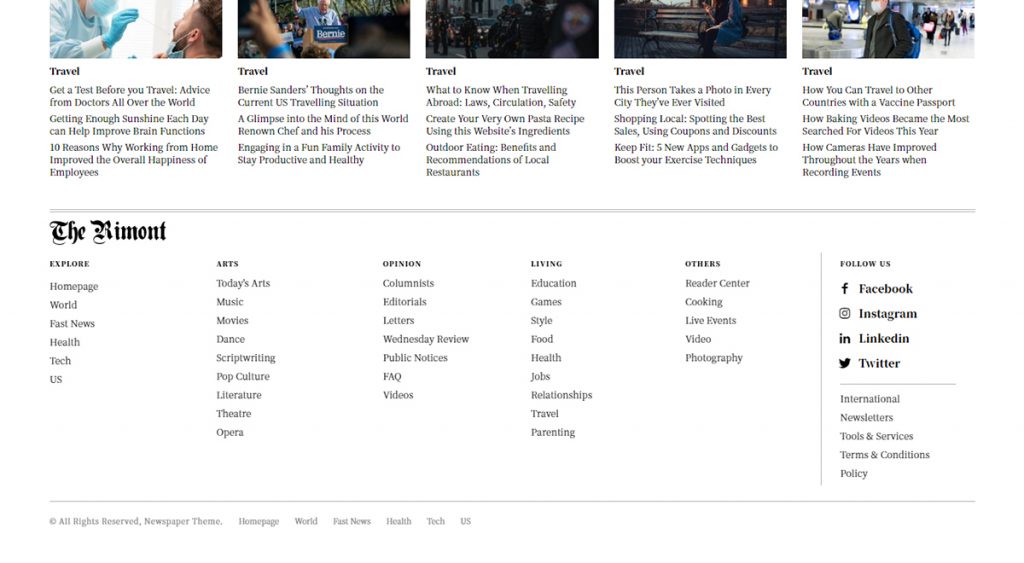 Bernie
Travel
Get a Test Before you Travel: Advice
from Doctors All Over the World
Getting Enough Sunshine Each Day
can Help Improve Brain Functions
10 Reasons Why Working from Home
Improved the Overall Happiness of
Employees
Travel
Bernie Sanders' Thoughts on the
Current US Travelling Situation
A Glimpse into the Mind of this World
Renown Chef and his Process
Engaging in a Fun Family Activity to
Stay Productive and Healthy
Travel
What to Know When Travelling
Abroad: Laws, Circulation, Safety
Create Your Very Own Pasta Recipe
Using this Website's Ingredients
Outdoor Eating: Benefits and
Recommendations of Local
Restaurants
Travel
This Person Takes a Photo in Every
City They've Ever Visited
Shopping Local: Spotting the Best
Sales, Using Coupons and Discounts
Keep Fit: 5 New Apps and Gadgets to
Boost your Exercise Techniques
Travel
How You Can Travel to Other
Countries with a Vaccine Passport
How Baking Videos Became the Most
Searched For Videos This Year
How Cameras Have Improved
Throughout the Years when
Recording Events
The Rimont
EXPLORE
Homepage
World
Fast News
Health
Tech
US
ARTS
Today's Arts
Music
Movies
Dance
Scriptwriting
Pop Culture
Literature
Theatre
Opera
OPINION
Columnists
Editorials
Letters
Wednesday Review
Public Notices
FAQ
Videos
LIVING
Education
Games
Style
Food
Health
Jobs
Relationships
Travel
Parenting
OTHERS
Reader Center
Cooking
Live Events
Video
Photography
FOLLOW US
Facebook
Instagram
Linkedin
Twitter
International
Newsletters
Tools & Services
Terms & Conditions
Policy
© All Rights Reserved, Newspaper Theme. Homepage World Fast News Health Tech US